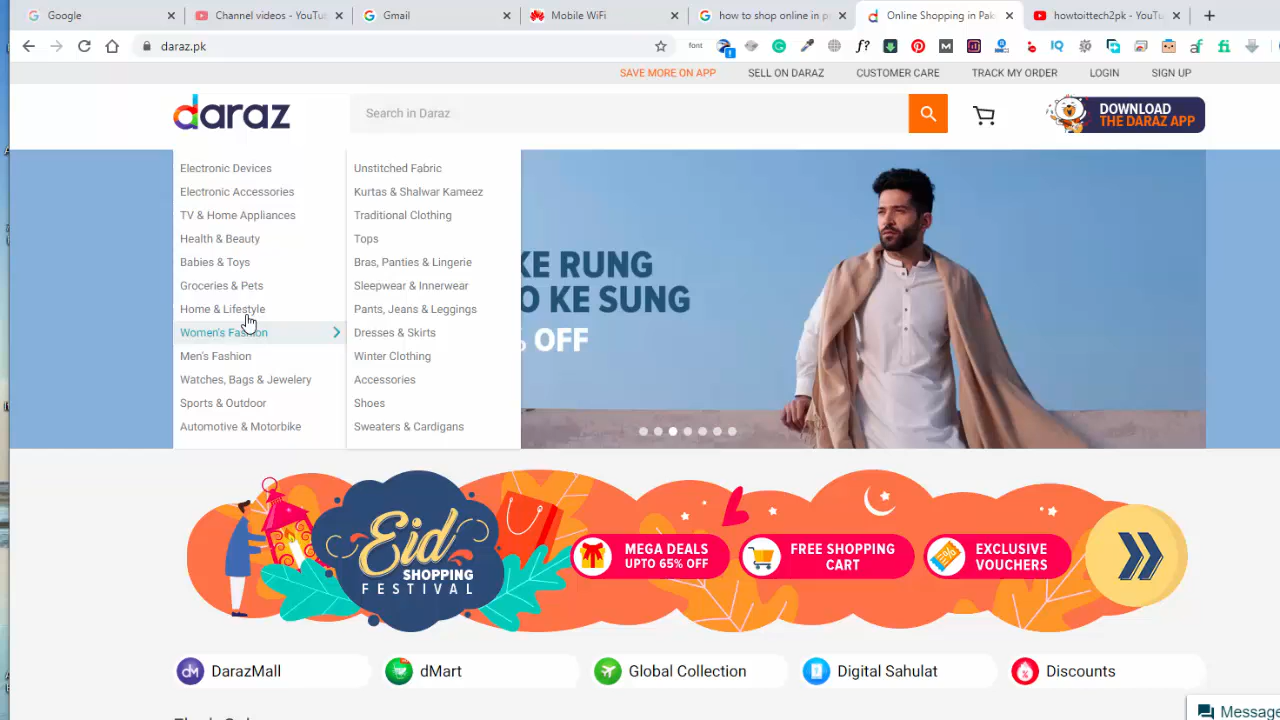 Google
Channel videos - YouTu
Gmail
Mobile WiFi
how to shop online in p
Online Shopping in Pak
howtoittech2pk - YouTu
daraz.pk
font
SAVE MORE ON APP
SELL ON DARAZ
CUSTOMER CARE
TRACK MY ORDER
LOGIN
SIGN UP
daraz
Search in Daraz
DOWNLOAD
THE DARAZ APP
Electronic Devices
Electronic Accessories
TV & Home Appliances
Health & Beauty
Babies & Toys
Groceries & Pets
Home & Lifestyle
Women's Fashion
Men's Fashion
Watches, Bags & Jewelery
Sports & Outdoor
Automotive & Motorbike
Unstitched Fabric
Kurtas & Shalwar Kameez
Traditional Clothing
Tops
Bras, Panties & Lingerie
Sleepwear & Innerwear
Pants, Jeans & Leggings
Dresses & Skirts
Winter Clothing
Accessories
Shoes
Sweaters & Cardigans
KE RUNG
O KE SUNG
% OFF
Eid
SHOPPING
FESTIVAL
MEGA DEALS
UPTO 65% OFF
FREE SHOPPING
CART
EXCLUSIVE
VOUCHERS
DarazMall
dMart
Global Collection
Digital Sahulat
Discounts
Message